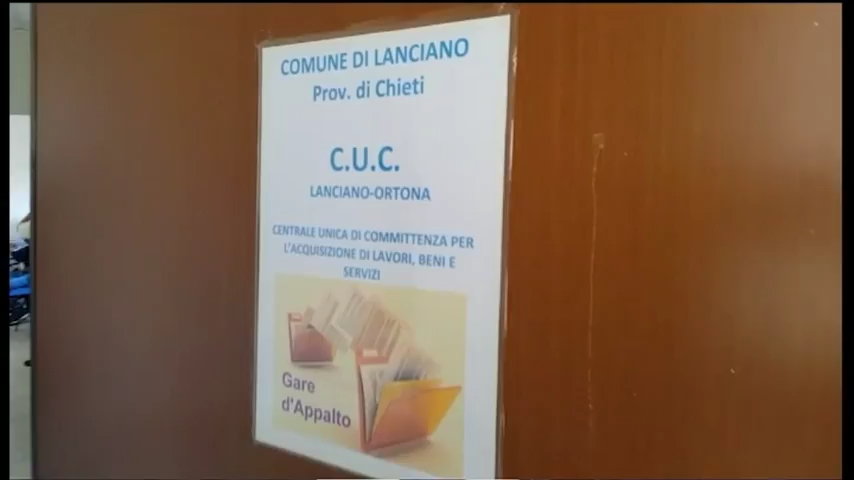 COMUNE DI LANCIANO
Prov. di Chieti
C.U.C.
LANCIANO-ORTONA
CENTRALE UNICA DI COMMITTENZA PER
L'ACQUISIZIONE DI LAVORI, BENI E
SERVIZI
Gare
d'Appalto